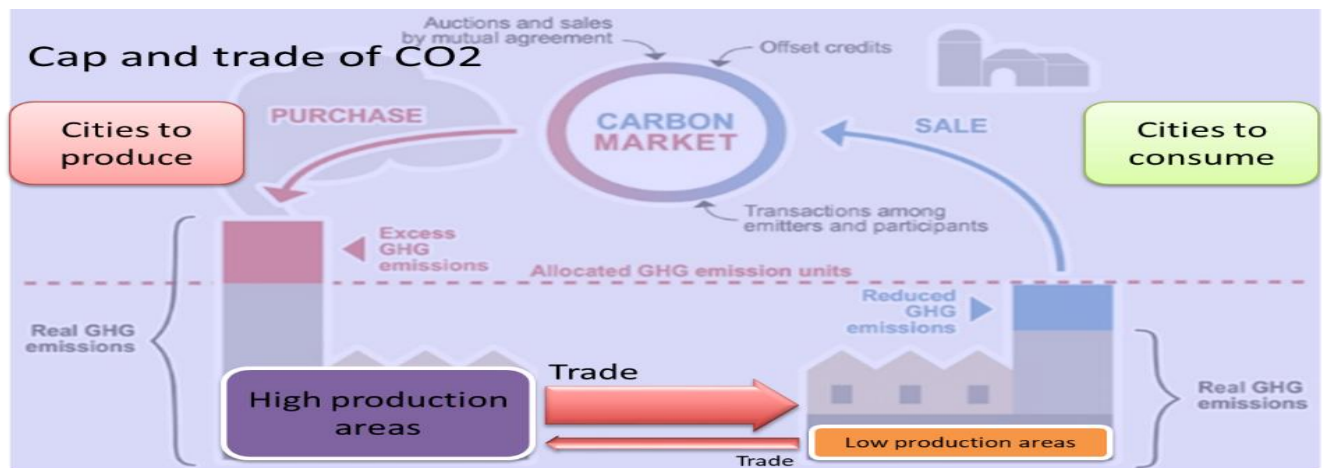 Auctions and sales
by mutual agreement
Offset credits
Cap and trade of CO2
Cities to
produce
PURCHASE
CARBON
MARKET
SALE
Cities to
consume
Transactions among
emitters and participants
Excess
GHG
emissions
Allocated GHG emission units
Reduced
GHG
emissions
Real GHG
emissions
Trade
High production
areas
Real GHG
emissions
Low production areas
Trade